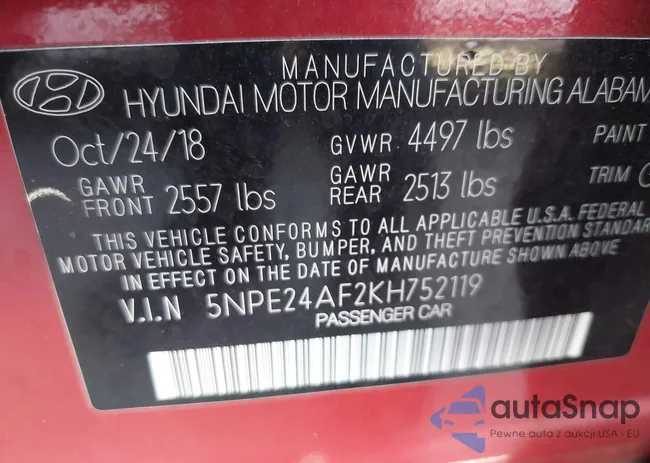 MANUFACTURED BY
HYUNDAI MOTOR MANUFACTURING ALABAM
Oct/24/18 GVWR 4497 lbs PAINT
GAWR FRONT 2557 lbs GAWR REAR 2513 lbs TRIM
THIS VEHICLE CONFORMS TO ALL APPLICABLE U.S.A. FEDERAL
MOTOR VEHICLE SAFETY, BUMPER, AND THEFT PREVENTION STANDAR
IN EFFECT ON THE DATE OF MANUFACTURE SHOWN ABOVE
V.I.N 5NPE24AF2KH752119
PASSENGER CAR
autaSnap
Pewne auta z aukcji USA · EU